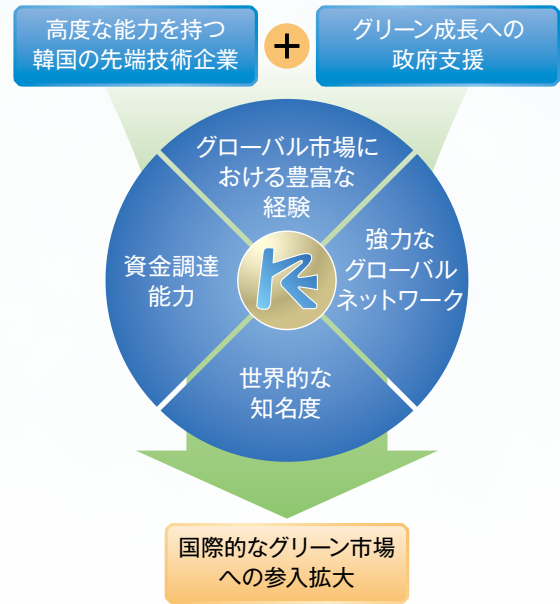 高度な能力を持つ
韓国の先端技術企業
+
グリーン成長への
政府支援
グローバル市場に
おける豊富な
経験
資金調達
能力
強力な
グローバル
ネットワーク
世界的な
知名度
国際的なグリーン市場
への参入拡大